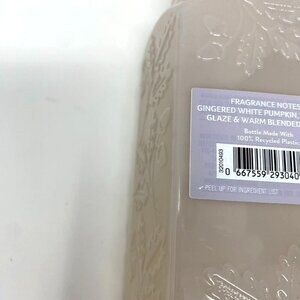 FRAGRANCE NOTES
GINGERED WHITE PUMPKIN,
GLAZE & WARM BLENDED
Bottle Made With
100% Recycled Plastic
0 667559 29304
✓ PEEL UP FOR INGREDIENT LIST